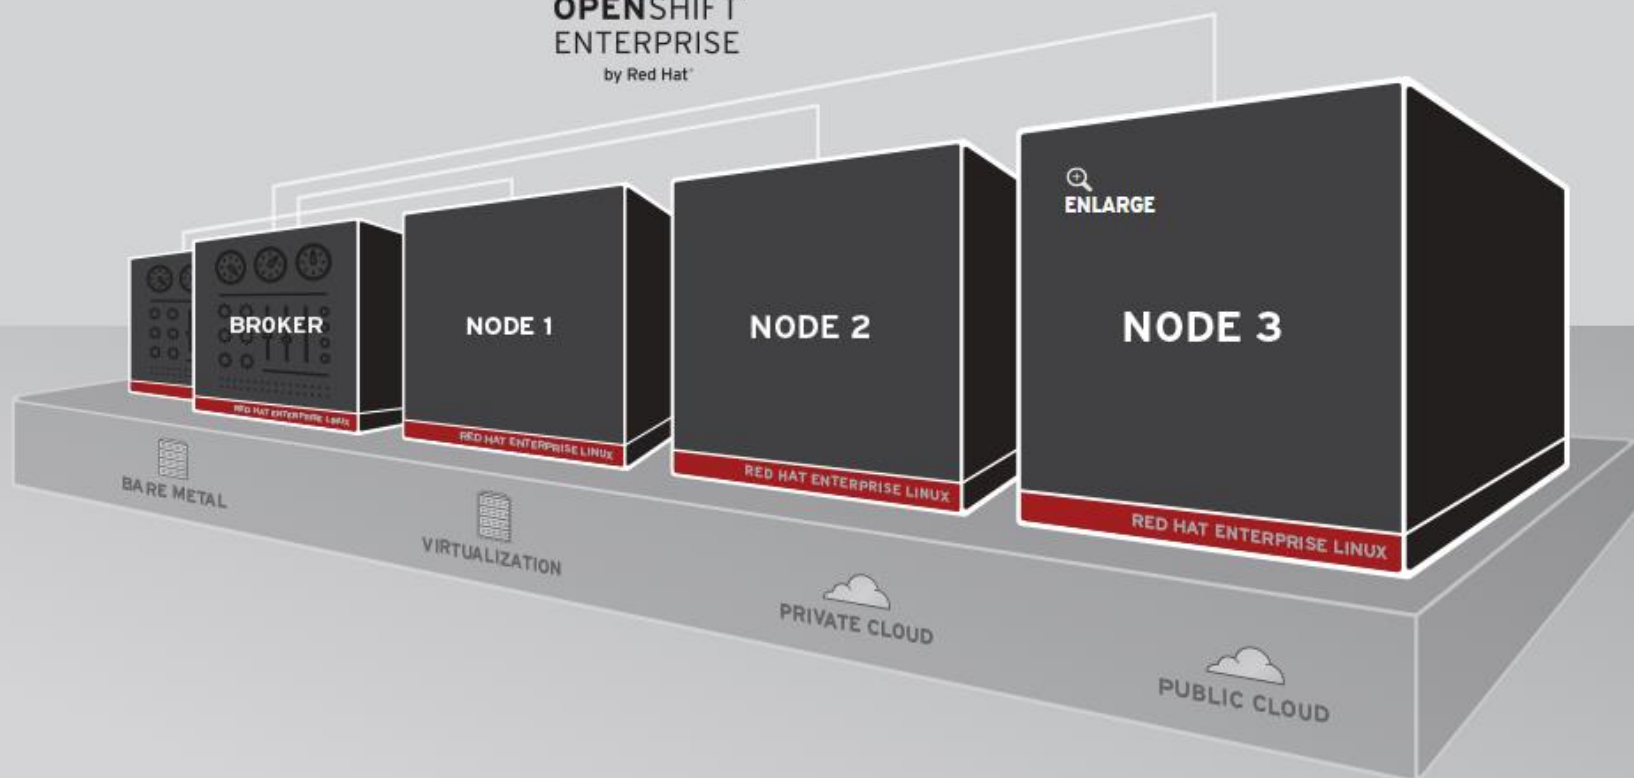 OPENSHIFT
ENTERPRISE
by Red Hat
ENLARGE
BROKER
NODE 1
NODE 2
NODE 3
RED HAT ENTERPRISE LINUX
RED HAT ENTERPRISE LINUX
RED HAT ENTERPRISE LINUX
RED HAT ENTERPRISE LINUX
BARE METAL
VIRTUALIZATION
PRIVATE CLOUD
PUBLIC CLOUD